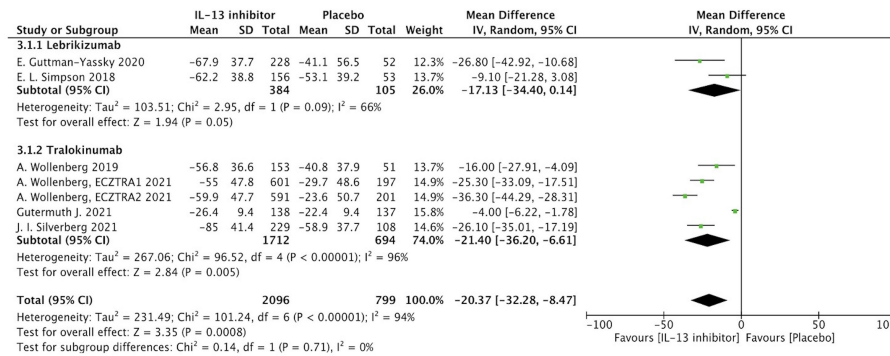 IL-13 inhibitor Placebo Mean Difference Mean Difference
Study or Subgroup Mean SD Total Mean SD Total Weight IV, Random, 95% CI IV, Random, 95% CI
3.1.1 Lebrikizumab
E. Guttman-Yassky 2020 -67.9 37.7 228 -41.1 56.5 52 12.3% -26.80 [-42.92, -10.68]
E. L. Simpson 2018 -62.2 38.8 156 -53.1 39.2 53 13.7% -9.10 [-21.28, 3.08]
Subtotal (95% CI) 384 105 26.0% -17.13 [-34.40, 0.14]
Heterogeneity: Tau² = 103.51; Chi² = 2.95, df = 1 (P = 0.09); I² = 66%
Test for overall effect: Z = 1.94 (P = 0.05)
3.1.2 Tralokinumab
A. Wollenberg 2019 -56.8 36.6 153 -40.8 37.9 51 13.7% -16.00 [-27.91, -4.09]
A. Wollenberg, ECZTRA1 2021 -55 47.8 601 -29.7 48.6 197 14.9% -25.30 [-33.09, -17.51]
A. Wollenberg, ECZTRA2 2021 -59.9 47.7 591 -23.6 50.7 201 14.9% -36.30 [-44.29, -28.31]
Gutermuth J. 2021 -26.4 9.4 138 -22.4 9.4 137 15.8% -4.00 [-6.22, -1.78]
J. I. Silverberg 2021 -85 41.4 229 -58.9 37.7 108 14.6% -26.10 [-35.01, -17.19]
Subtotal (95% CI) 1712 694 74.0% -21.40 [-36.20, -6.61]
Heterogeneity: Tau² = 267.06; Chi² = 96.52, df = 4 (P < 0.00001); I² = 96%
Test for overall effect: Z = 2.84 (P = 0.005)
Total (95% CI) 2096 799 100.0% -20.37 [-32.28, -8.47]
Heterogeneity: Tau² = 231.49; Chi² = 101.24, df = 6 (P < 0.00001); I² = 94%
Test for overall effect: Z = 3.35 (P = 0.0008)
Test for subgroup differences: Chi² = 0.14, df = 1 (P = 0.71), I² = 0%
-100 -50 0 50 100
Favours [IL-13 inhibitor] Favours [Placebo]